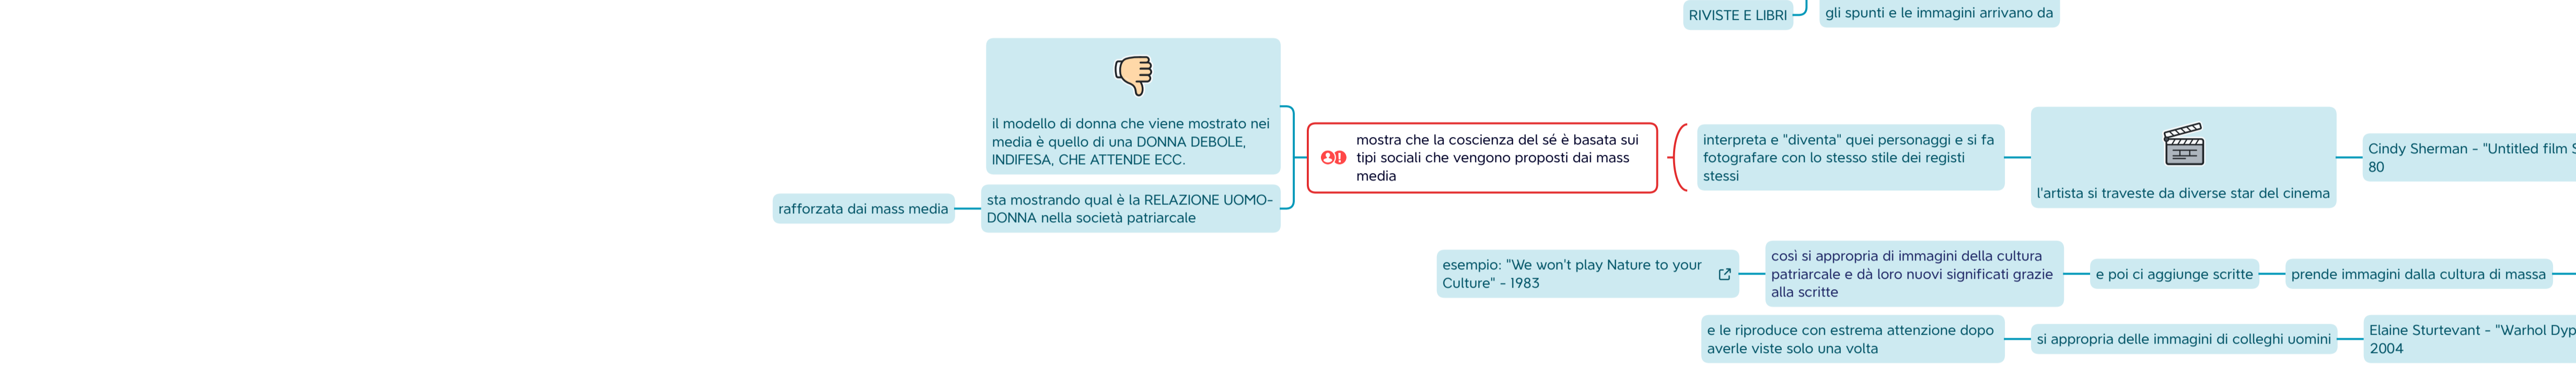 RIVISTE E LIBRI
gli spunti e le immagini arrivano da
il modello di donna che viene mostrato nei
media è quello di una DONNA DEBOLE,
INDIFESA, CHE ATTENDE ECC.
mostra che la coscienza del sé è basata sui
tipi sociali che vengono proposti dai mass
media
interpreta e "diventa" quei personaggi e si fa
fotografare con lo stesso stile dei registi
stessi
l'artista si traveste da diverse star del cinema
Cindy Sherman - "Untitled film S
80
rafforzata dai mass media
sta mostrando qual è la RELAZIONE UOMO-
DONNA nella società patriarcale
esempio: "We won't play Nature to your
Culture" - 1983
così si appropria di immagini della cultura
patriarcale e dà loro nuovi significati grazie
alla scritte
e poi ci aggiunge scritte
prende immagini dalla cultura di massa
e le riproduce con estrema attenzione dopo
averle viste solo una volta
si appropria delle immagini di colleghi uomini
Elaine Sturtevant - "Warhol Dyp
2004